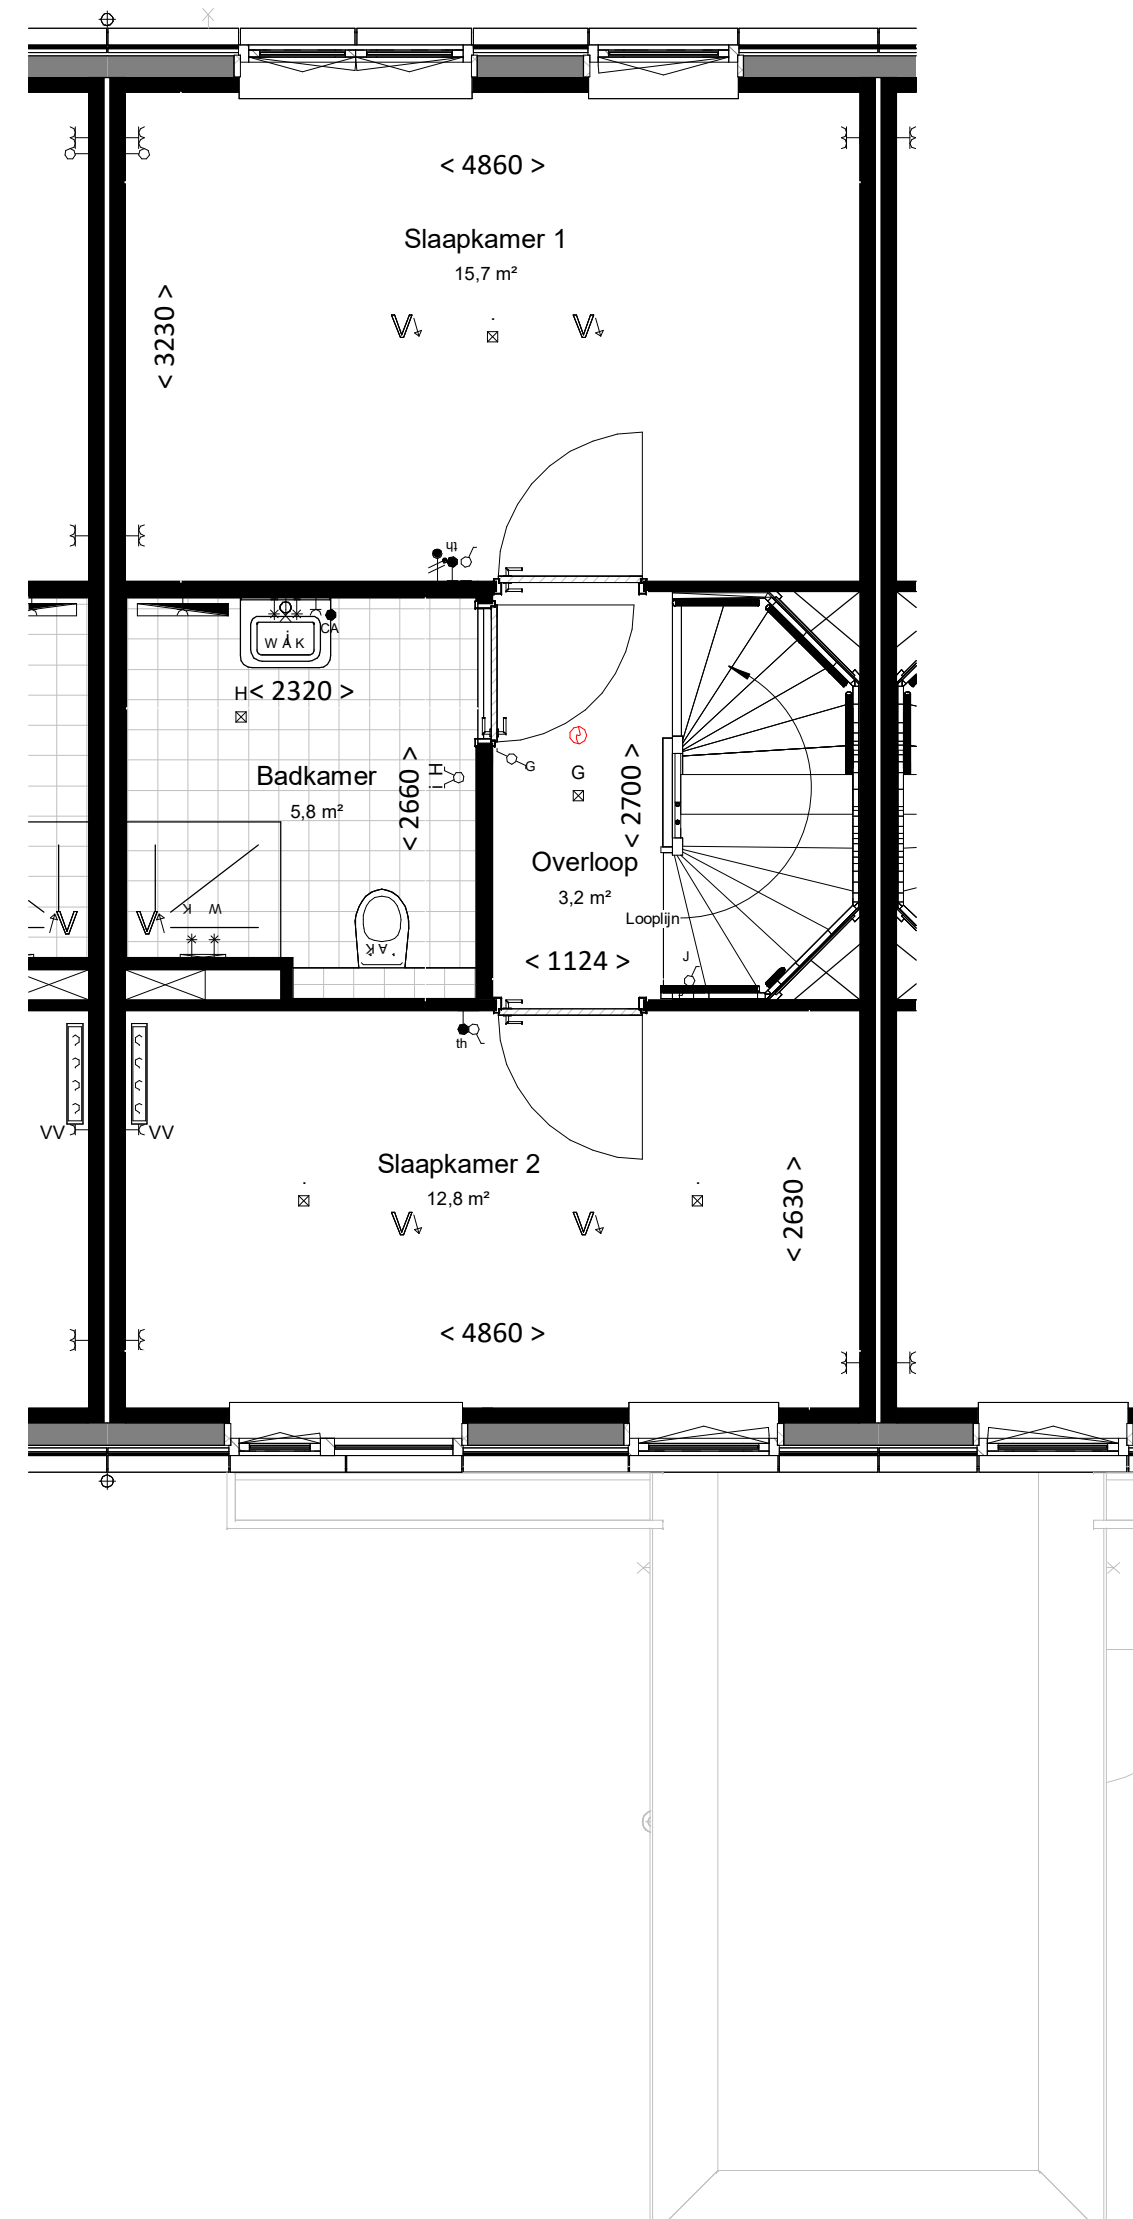 < 4860 >
Slaapkamer 1
15,7 m²
< 3230 >
V
V
th
CA
W A K
H
< 2320 >
Badkamer
5,8 m²
< 2660 >
H
i
G
G
< 2700 >
Overloop
3,2 m²
Looplijn
< 1124 >
J
V
V
K W
A K
th
VV
VV
Slaapkamer 2
12,8 m²
V
V
< 2630 >
< 4860 >